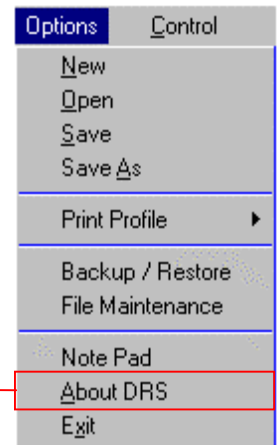 Options Control
New
Open
Save
Save As
Print Profile
Backup / Restore
File Maintenance
Note Pad
About DRS
Exit